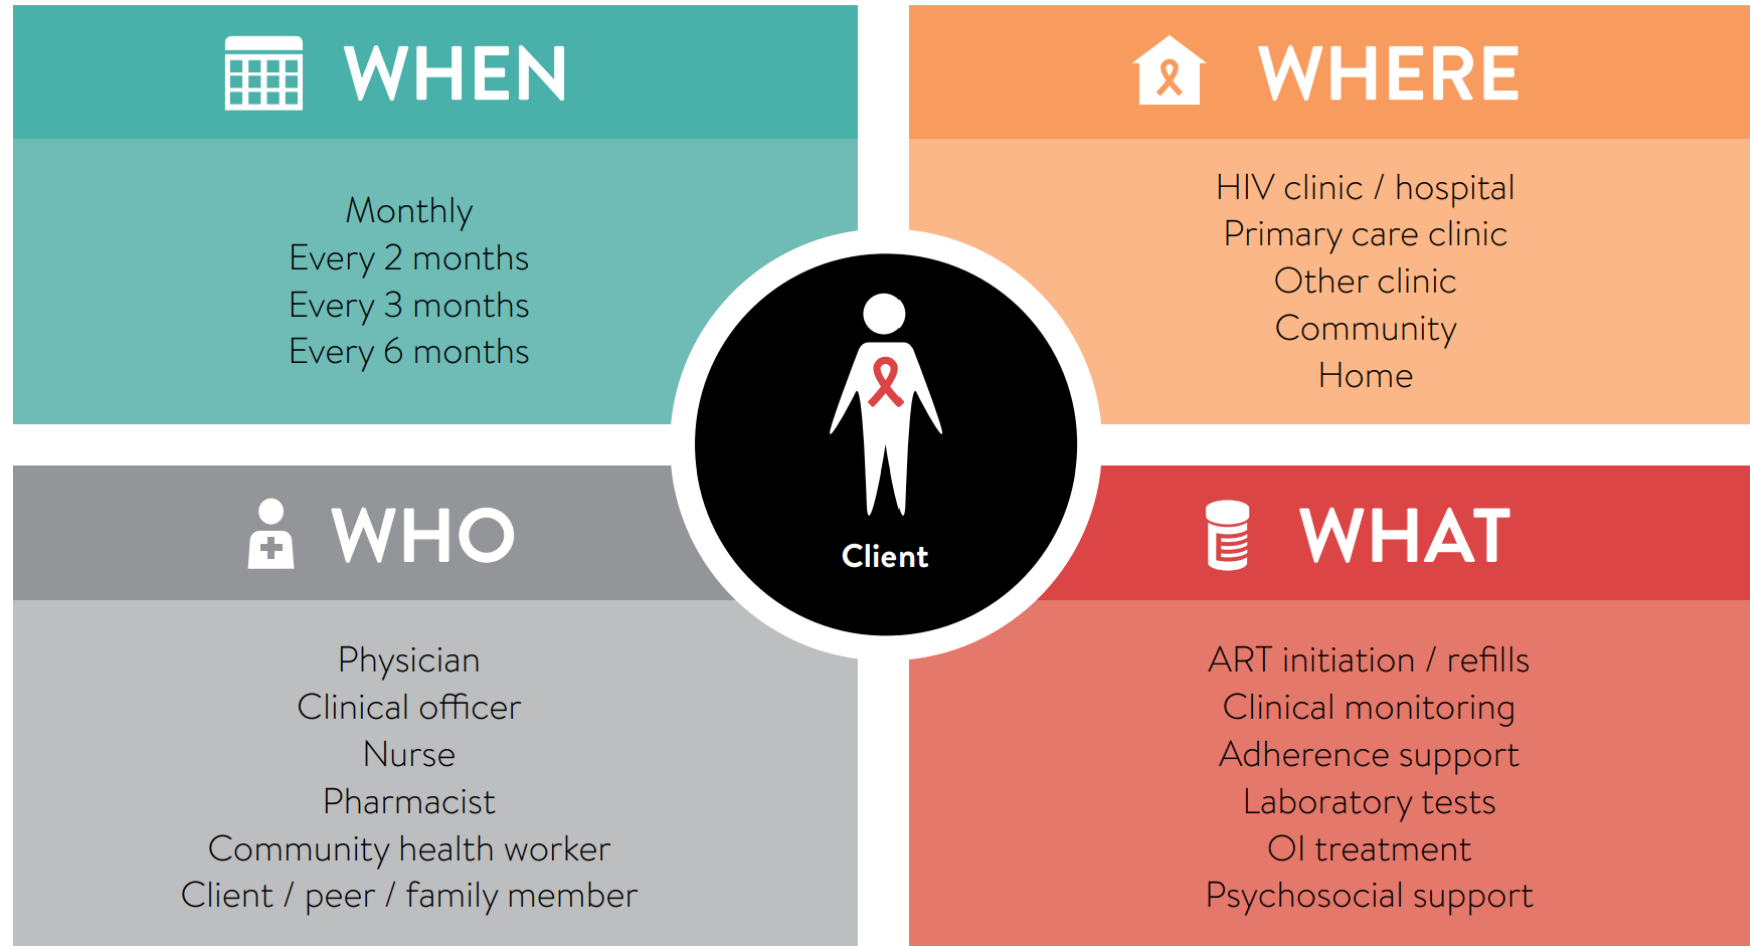 WHEN
Monthly
Every 2 months
Every 3 months
Every 6 months
WHERE
HIV clinic / hospital
Primary care clinic
Other clinic
Community
Home
Client
WHO
Physician
Clinical officer
Nurse
Pharmacist
Community health worker
Client / peer / family member
WHAT
ART initiation / refills
Clinical monitoring
Adherence support
Laboratory tests
OI treatment
Psychosocial support